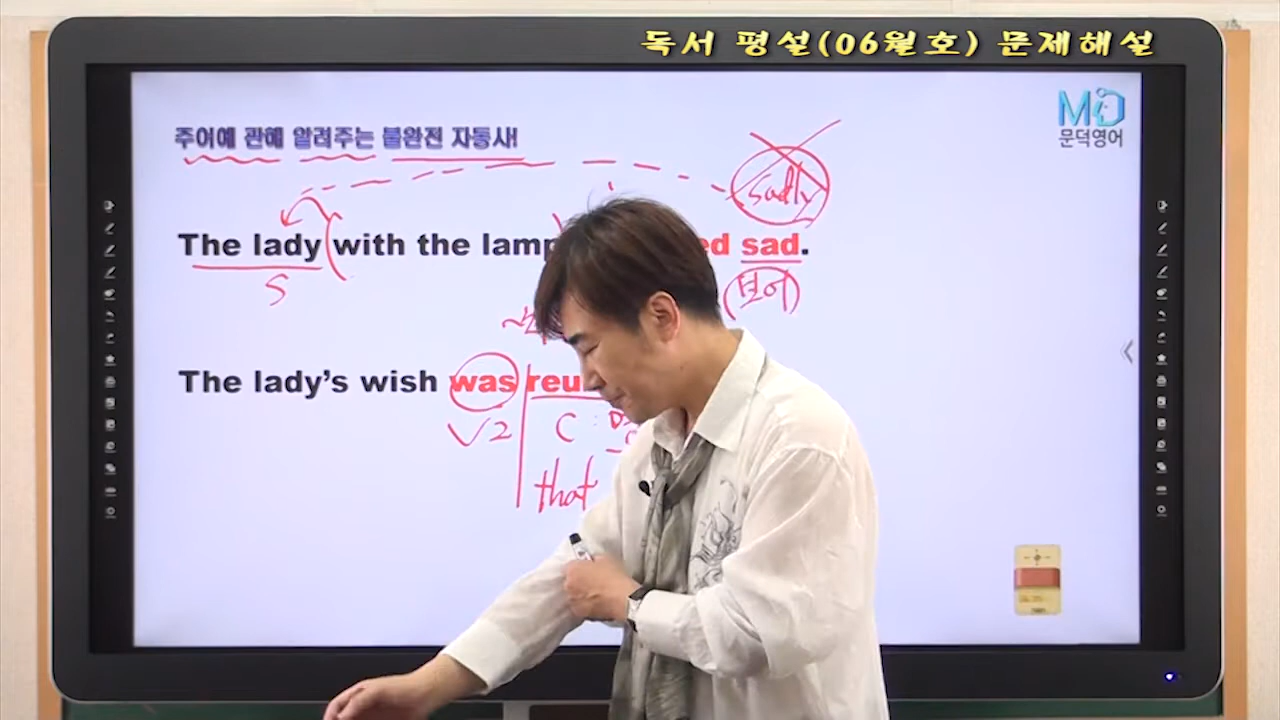 독서 평설(06월호) 문제해설
MD
문덕영어
주어에 관해 알려주는 불완전 자동사!
sadly
The lady with the lamp ed sad.
S
(보어)
The lady's wish was reu
V2
C :
that